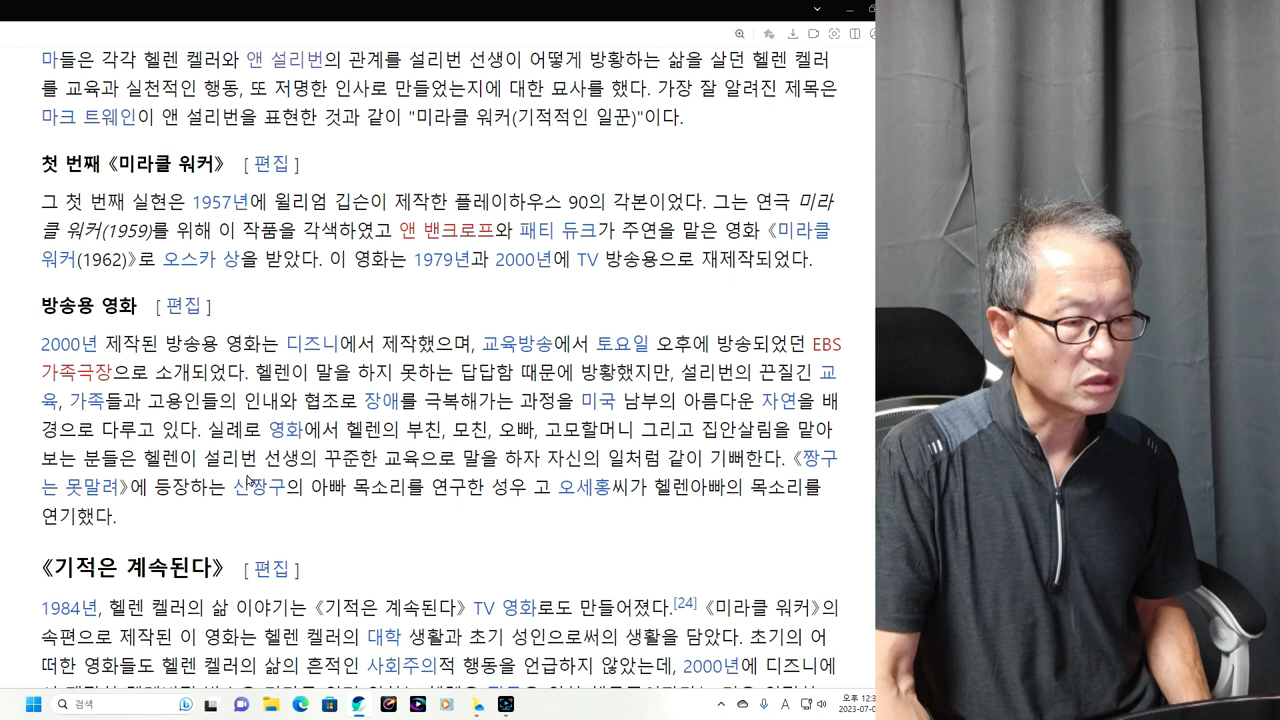 마들은 각각 헬렌 켈러와 앤 설리번의 관계를 설리번 선생이 어떻게 방황하는 삶을 살던 헬렌 켈러
를 교육과 실천적인 행동, 또 저명한 인사로 만들었는지에 대한 묘사를 했다. 가장 잘 알려진 제목은
마크 트웨인이 앤 설리번을 표현한 것과 같이 "미라클 워커(기적적인 일꾼)"이다.
첫 번째 《미라클 워커》 [ 편집 ]
그 첫 번째 실현은 1957년에 윌리엄 깁슨이 제작한 플레이하우스 90의 각본이었다. 그는 연극 미라
클 워커(1959)를 위해 이 작품을 각색하였고 앤 밴크로프와 패티 듀크가 주연을 맡은 영화 《미라클
워커(1962)》로 오스카 상을 받았다. 이 영화는 1979년과 2000년에 TV 방송용으로 재제작되었다.
방송용 영화 [ 편집 ]
2000년 제작된 방송용 영화는 디즈니에서 제작했으며, 교육방송에서 토요일 오후에 방송되었던 EBS
가족극장으로 소개되었다. 헬렌이 말을 하지 못하는 답답함 때문에 방황했지만, 설리번의 끈질긴 교
육, 가족들과 고용인들의 인내와 협조로 장애를 극복해가는 과정을 미국 남부의 아름다운 자연을 배
경으로 다루고 있다. 실례로 영화에서 헬렌의 부친, 모친, 오빠, 고모할머니 그리고 집안살림을 맡아
보는 분들은 헬렌이 설리번 선생의 꾸준한 교육으로 말을 하자 자신의 일처럼 같이 기뻐한다. 《짱구
는 못말려》에 등장하는 신짱구의 아빠 목소리를 연구한 성우 고 오세홍씨가 헬렌아빠의 목소리를
연기했다.
《기적은 계속된다》 [ 편집 ]
1984년, 헬렌 켈러의 삶 이야기는 《기적은 계속된다》 TV 영화로도 만들어졌다.[24] 《미라클 워커》의
속편으로 제작된 이 영화는 헬렌 켈러의 대학 생활과 초기 성인으로써의 생활을 담았다. 초기의 어
떠한 영화들도 헬렌 켈러의 삶의 흔적인 사회주의적 행동을 언급하지 않았는데, 2000년에 디즈니에
검색
A
오후 12:3
2023-07-0